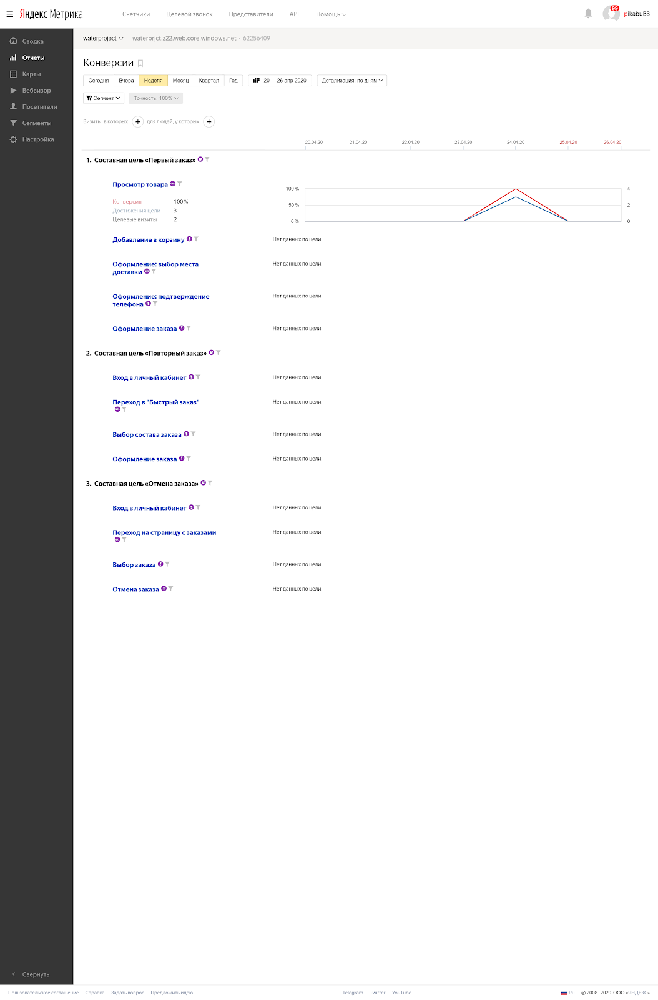 Яндекс Метрика
Счетчики
Целевой звонок
Представители
API
Помощь
99
pikabuB3
Сводка
Отчеты
Карты
Вебвизор
Посетители
Сегменты
Настройка
waterproject
waterprjct.z22.web.core.windows.net • 62256409
Конверсии
Сегодня
Вчера
Неделя
Месяц
Квартал
Год
20 — 26 апр 2020
Детализация: по дням
Сегмент
Точность: 100%
Визиты, в которых + для людей, у которых +
20.04.20
21.04.20
22.04.20
23.04.20
24.04.20
25.04.20
26.04.20
1. Составная цель «Первый заказ»
Просмотр товара
Конверсия 100 %
Достижения цели 3
Целевые визиты 2
100 %
50 %
0 %
4
2
0
Добавление в корзину
Нет данных по цели.
Оформление: выбор места
доставки
Нет данных по цели.
Оформление: подтверждение
телефона
Нет данных по цели.
Оформление заказа
Нет данных по цели.
2. Составная цель «Повторный заказ»
Вход в личный кабинет
Нет данных по цели.
Переход в "Быстрый заказ"
Нет данных по цели.
Выбор состава заказа
Нет данных по цели.
Оформление заказа
Нет данных по цели.
3. Составная цель «Отмена заказа»
Вход в личный кабинет
Нет данных по цели.
Переход на страницу с заказами
Нет данных по цели.
Выбор заказа
Нет данных по цели.
Отмена заказа
Нет данных по цели.
Свернуть
Пользовательское соглашение
Справка
Задать вопрос
Предложить идею
Telegram
Twitter
YouTube
Ru
© 2008–2020 ООО «ЯНДЕКС»